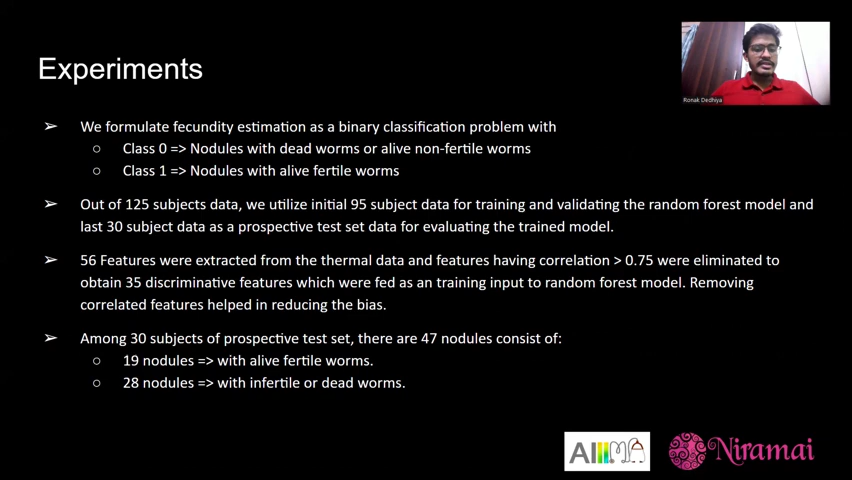 Experiments
Ronak Dedhiya
➢ We formulate fecundity estimation as a binary classification problem with
○ Class 0 => Nodules with dead worms or alive non-fertile worms
○ Class 1 => Nodules with alive fertile worms
➢ Out of 125 subjects data, we utilize initial 95 subject data for training and validating the random forest model and
last 30 subject data as a prospective test set data for evaluating the trained model.
➢ 56 Features were extracted from the thermal data and features having correlation > 0.75 were eliminated to
obtain 35 discriminative features which were fed as an training input to random forest model. Removing
correlated features helped in reducing the bias.
➢ Among 30 subjects of prospective test set, there are 47 nodules consist of:
○ 19 nodules => with alive fertile worms.
○ 28 nodules => with infertile or dead worms.
Niramai